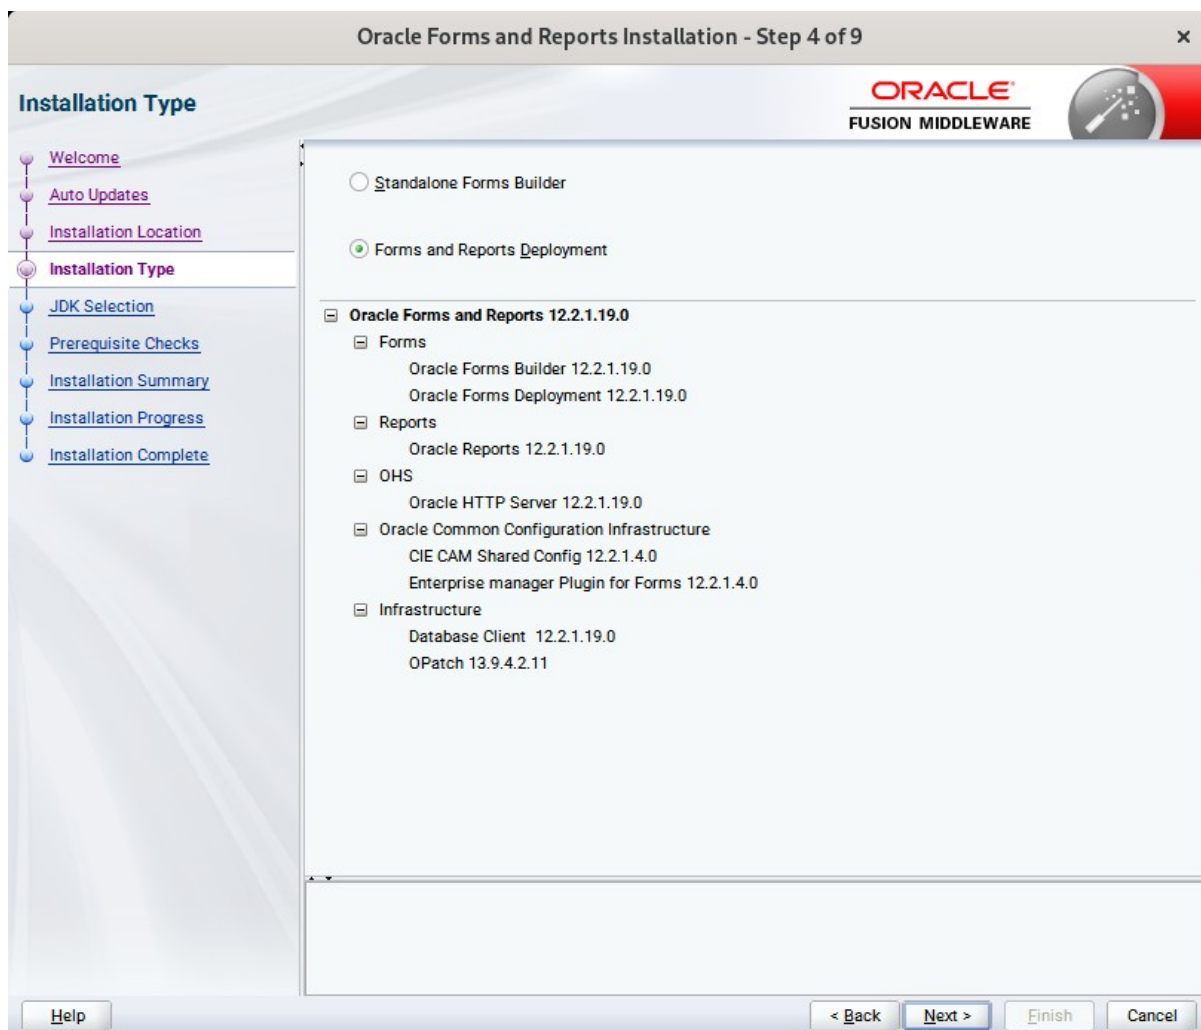 Oracle Forms and Reports Installation - Step 4 of 9
Installation Type
ORACLE
FUSION MIDDLEWARE
Welcome
Auto Updates
Installation Location
Installation Type
JDK Selection
Prerequisite Checks
Installation Summary
Installation Progress
Installation Complete
Standalone Forms Builder
Forms and Reports Deployment
Oracle Forms and Reports 12.2.1.19.0
Forms
Oracle Forms Builder 12.2.1.19.0
Oracle Forms Deployment 12.2.1.19.0
Reports
Oracle Reports 12.2.1.19.0
OHS
Oracle HTTP Server 12.2.1.19.0
Oracle Common Configuration Infrastructure
CIE CAM Shared Config 12.2.1.4.0
Enterprise manager Plugin for Forms 12.2.1.4.0
Infrastructure
Database Client 12.2.1.19.0
OPatch 13.9.4.2.11
Help
< Back
Next >
Finish
Cancel